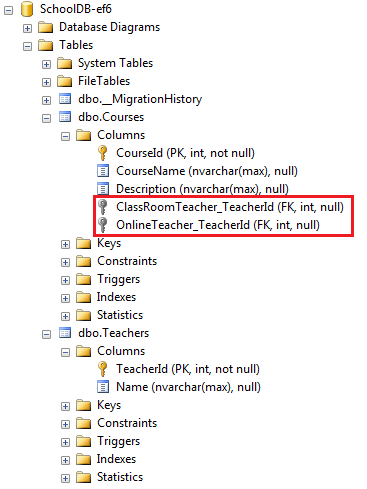 SchoolDB-ef6
Database Diagrams
Tables
System Tables
FileTables
dbo.__MigrationHistory
dbo.Courses
Columns
CourseId (PK, int, not null)
CourseName (nvarchar(max), null)
Description (nvarchar(max), null)
ClassRoomTeacher_TeacherId (FK, int, null)
OnlineTeacher_TeacherId (FK, int, null)
Keys
Constraints
Triggers
Indexes
Statistics
dbo.Teachers
Columns
TeacherId (PK, int, not null)
Name (nvarchar(max), null)
Keys
Constraints
Triggers
Indexes
Statistics